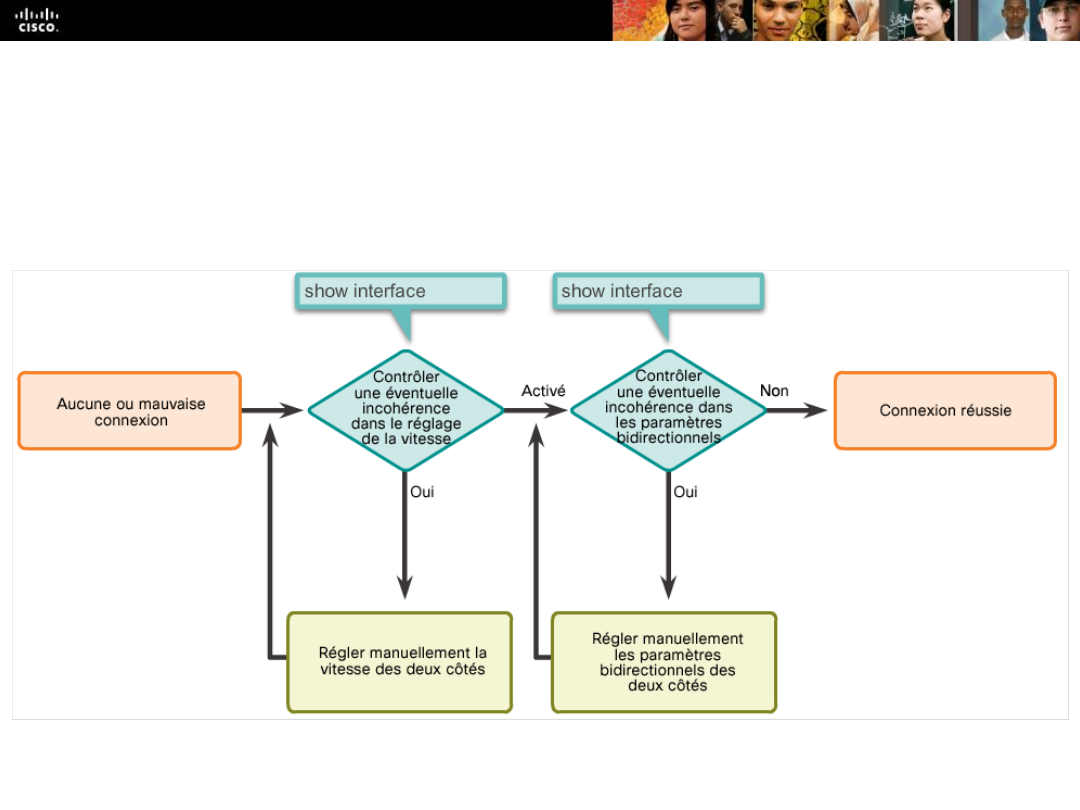 CISCO.
show interface
show interface
Aucune ou mauvaise
connexion
Contrôler
une éventuelle
incohérence
dans le réglage
de la vitesse
Activé
Contrôler
une éventuelle
incohérence dans
les paramètres
bidirectionnels
Non
Connexion réussie
Oui
Oui
Régler manuellement la
vitesse des deux côtés
Régler manuellement
les paramètres
bidirectionnels des
deux côtés